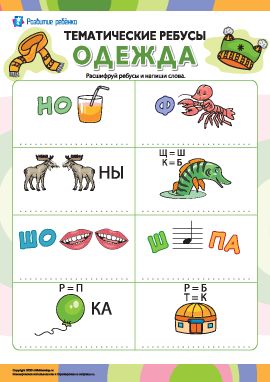 Развитие ребёнка
ТЕМАТИЧЕСКИЕ РЕБУСЫ
ОДЕЖДА
Расшифруй ребусы и напиши слова.
НО
Ф
НЫ
Щ = Ш
К = Б
ШО
Ш
ПА
Р = П
КА
Р = Б
Т = К